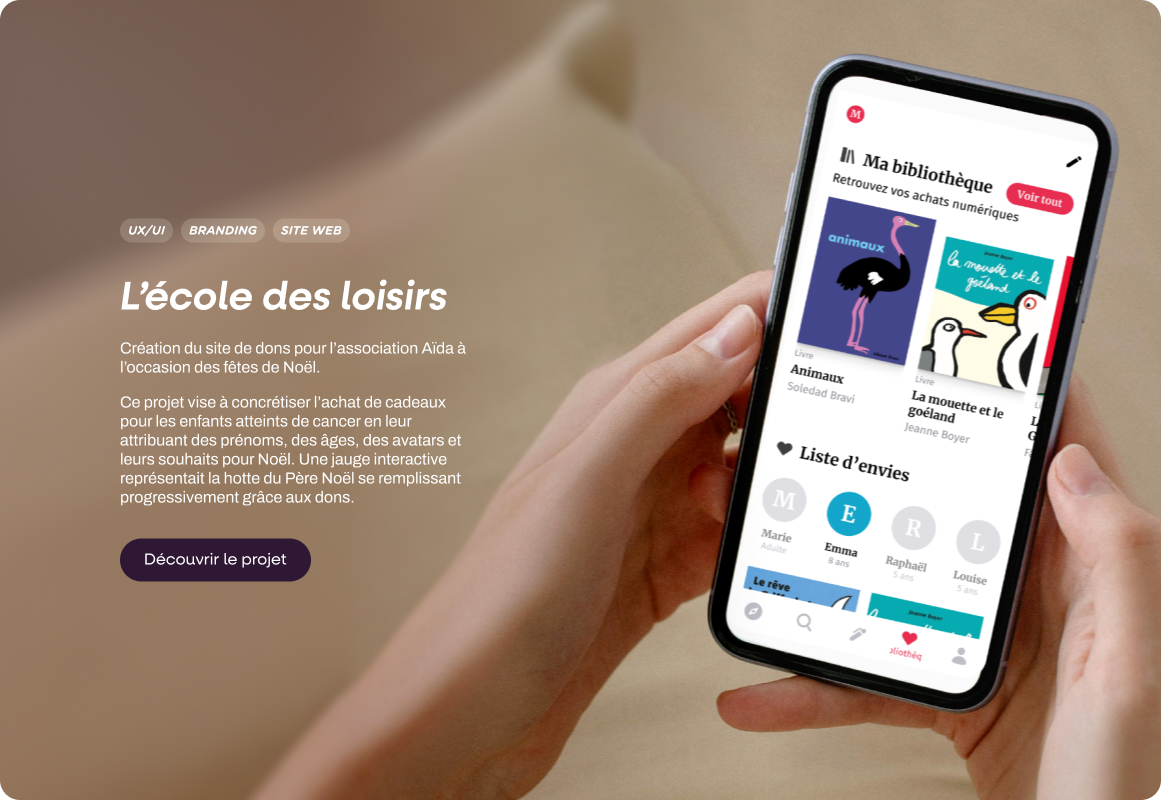 UX/UI BRANDING SITE WEB
L'école des loisirs
Création du site de dons pour l'association Aïda à
l'occasion des fêtes de Noël.
Ce projet vise à concrétiser l'achat de cadeaux
pour les enfants atteints de cancer en leur
attribuant des prénoms, des âges, des avatars et
leurs souhaits pour Noël. Une jauge interactive
représentait la hotte du Père Noël se remplissant
progressivement grâce aux dons.
Découvrir le projet
M
Ma bibliothèque
Voir tout
Retrouvez vos achats numériques
animaux
Jeanne Boyer
la mouette et le
goéland
Livre
Animaux
Soledad Bravi
Livre
La mouette et le
goéland
Jeanne Boyer
Liste d'envies
M E R L
Marie
Adulte
Emma
8 ans
Raphaël
5 ans
Louise
5 ans
Le rêve
Jeanne Boyer